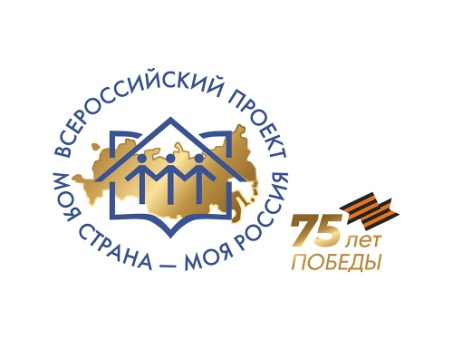 ВСЕРОССИЙСКИЙ ПРОЕКТ
МОЯ СТРАНА — МОЯ РОССИЯ
75 лет
ПОБЕДЫ